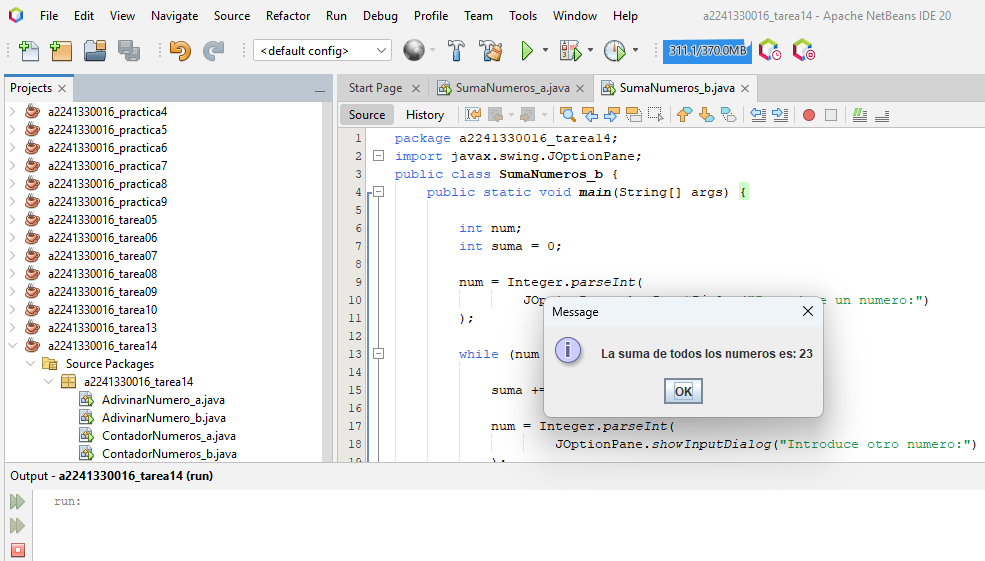 File Edit View Navigate Source Refactor Run Debug Profile Team Tools Window Help
a2241330016_tarea14 - Apache NetBeans IDE 20
<default config>
311.1/370.0MB
Projects
a2241330016_practica4
a2241330016_practica5
a2241330016_practica6
a2241330016_practica7
a2241330016_practica8
a2241330016_practica9
a2241330016_tarea05
a2241330016_tarea06
a2241330016_tarea07
a2241330016_tarea08
a2241330016_tarea09
a2241330016_tarea10
a2241330016_tarea13
a2241330016_tarea14
Source Packages
a2241330016_tarea14
AdivinarNumero_a.java
AdivinarNumero_b.java
ContadorNumeros_a.java
ContadorNumeros_b.java
Start Page SumaNumeros_a.java SumaNumeros_b.java
Source History
1 package a2241330016_tarea14;
2 import javax.swing.JOptionPane;
3 public class SumaNumeros_b {
4 public static void main(String[] args) {
5
6 int num;
7 int suma = 0;
8
9 num = Integer.parseInt(
10 un numero:")
11 );
12
13 while (num
14
15 suma +=
16
17 num = Integer.parseInt(
18 JOptionPane.showInputDialog("Introduce otro numero:")
Message
La suma de todos los numeros es: 23
OK
Output - a2241330016_tarea14 (run)
run: